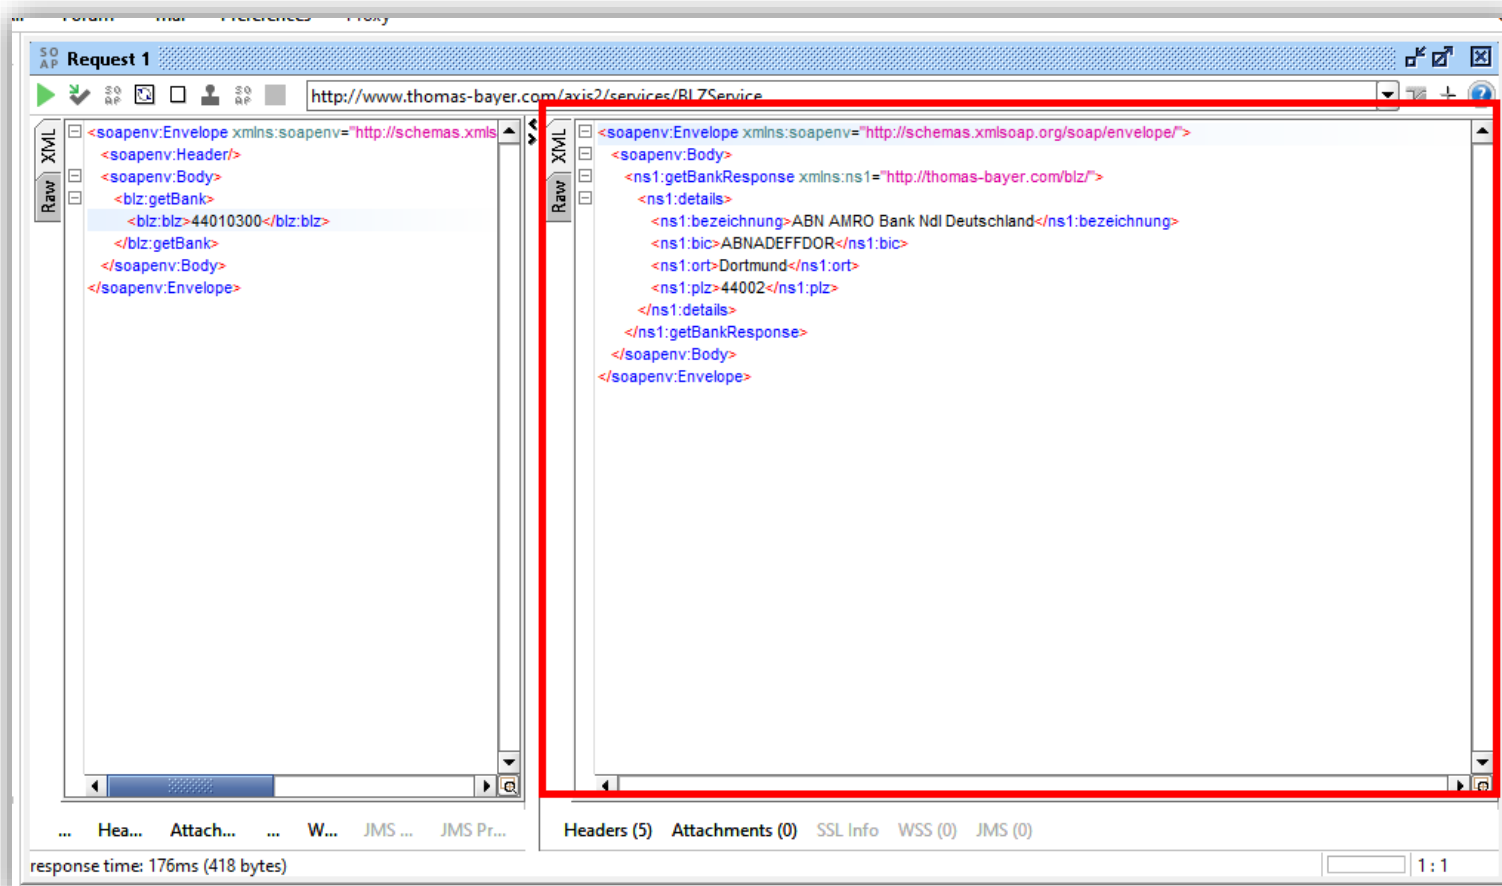 Forum Trial Preferences Proxy
SOAP Request 1
http://www.thomas-bayer.com/axis2/services/BLZService
XML
Raw
<soapenv:Envelope xmlns:soapenv="http://schemas.xmls
<soapenv:Header/>
<soapenv:Body>
<blz:getBank>
<blz:blz>44010300</blz:blz>
</blz:getBank>
</soapenv:Body>
</soapenv:Envelope>
XML
Raw
<soapenv:Envelope xmlns:soapenv="http://schemas.xmlsoap.org/soap/envelope/">
<soapenv:Body>
<ns1:getBankResponse xmlns:ns1="http://thomas-bayer.com/blz/">
<ns1:details>
<ns1:bezeichnung>ABN AMRO Bank Ndl Deutschland</ns1:bezeichnung>
<ns1:bic>ABNADEFFDOR</ns1:bic>
<ns1:ort>Dortmund</ns1:ort>
<ns1:plz>44002</ns1:plz>
</ns1:details>
</ns1:getBankResponse>
</soapenv:Body>
</soapenv:Envelope>
... Hea... Attach... ... W... JMS ... JMS Pr...
Headers (5) Attachments (0) SSL Info WSS (0) JMS (0)
response time: 176ms (418 bytes)
1 : 1